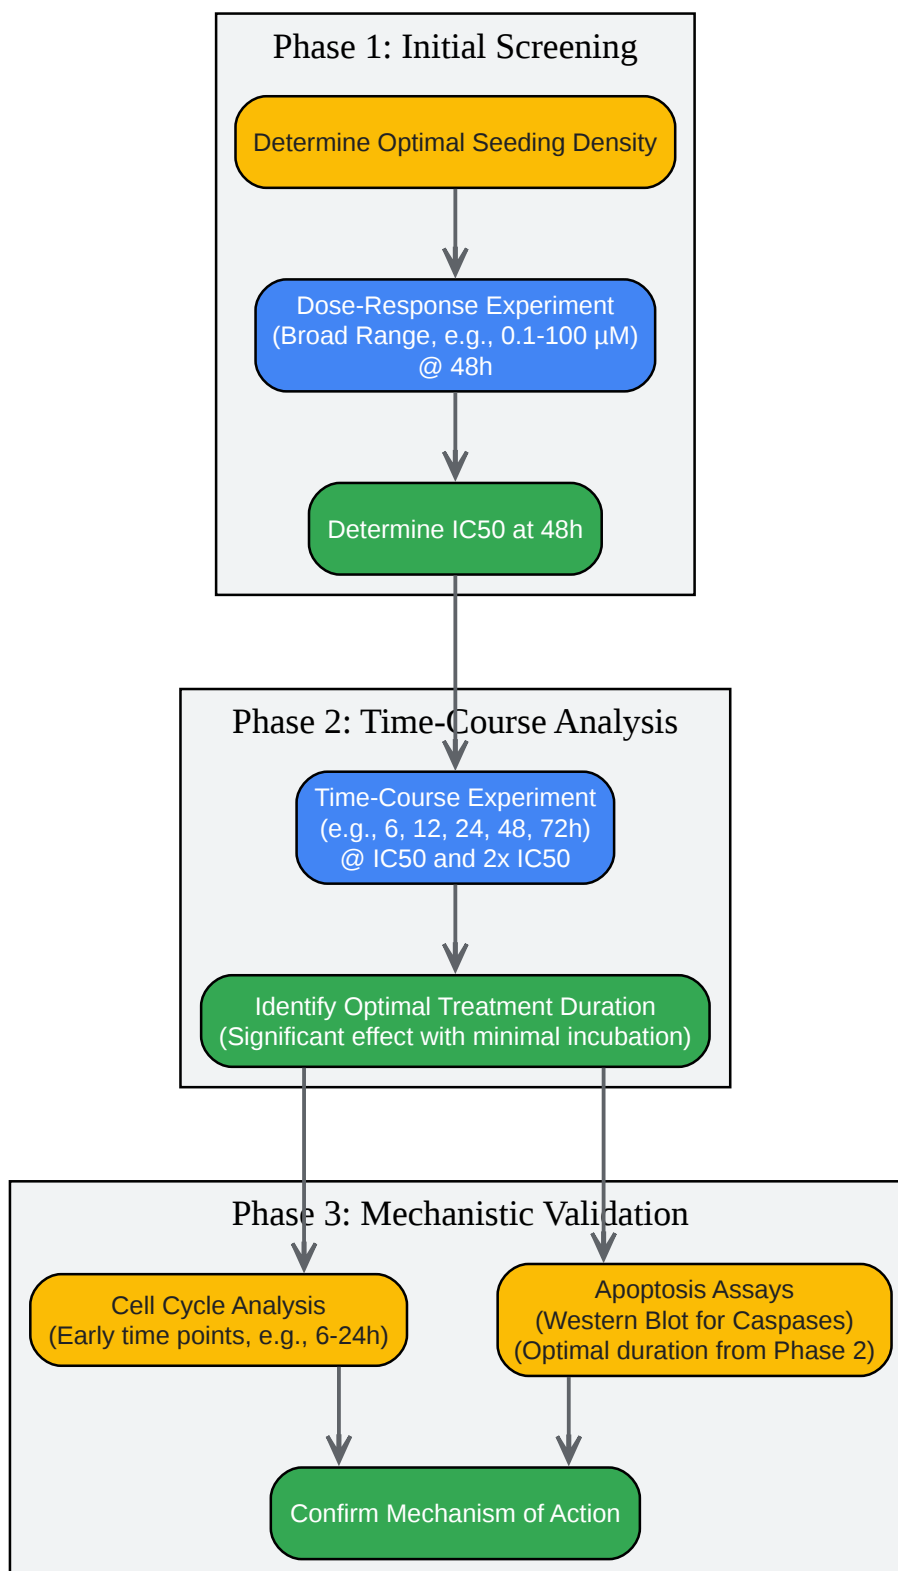 Phase 1: Initial Screening
Determine Optimal Seeding Density
Dose-Response Experiment
(Broad Range, e.g., 0.1-100 µM)
@ 48h
Determine IC50 at 48h
Phase 2: Time-Course Analysis
Time-Course Experiment
(e.g., 6, 12, 24, 48, 72h)
@ IC50 and 2x IC50
Identify Optimal Treatment Duration
(Significant effect with minimal incubation)
Phase 3: Mechanistic Validation
Cell Cycle Analysis
(Early time points, e.g., 6-24h)
Apoptosis Assays
(Western Blot for Caspases)
(Optimal duration from Phase 2)
Confirm Mechanism of Action